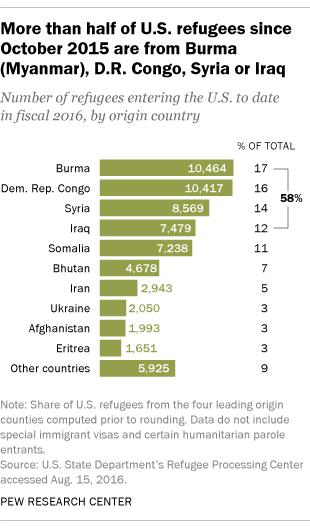 More than half of U.S. refugees since
October 2015 are from Burma
(Myanmar), D.R. Congo, Syria or Iraq
Number of refugees entering the U.S. to date
in fiscal 2016, by origin country
% OF TOTAL
Burma 10,464 17
Dem. Rep. Congo 10,417 16
58%
Syria 8,569 14
Iraq 7,479 12
Somalia 7,238 11
Bhutan 4,678 7
Iran 2,943 5
Ukraine 2,050 3
Afghanistan 1,993 3
Eritrea 1,651 3
Other countries 5,925 9
Note: Share of U.S. refugees from the four leading origin
counties computed prior to rounding. Data do not include
special immigrant visas and certain humanitarian parole
entrants.
Source: U.S. State Department's Refugee Processing Center
accessed Aug. 15, 2016.
PEW RESEARCH CENTER